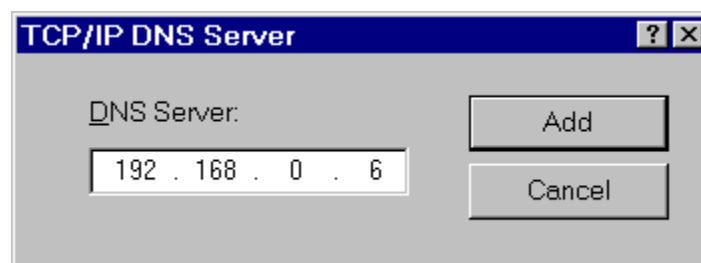 TCP/IP DNS Server
DNS Server:
Add
192 . 168 . 0 . 6
Cancel